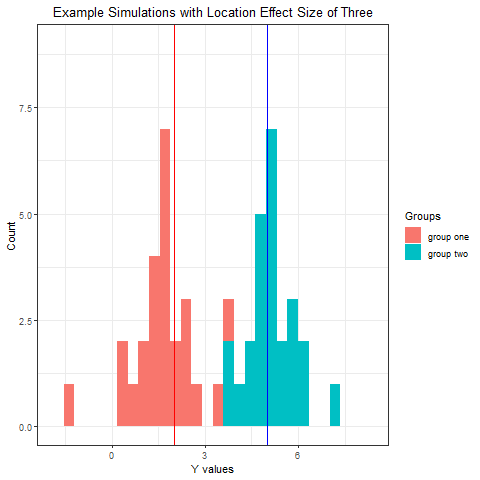 Example Simulations with Location Effect Size of Three
7.5
5.0
2.5
0.0
Count
0 3 6
Y values
Groups
group one
group two